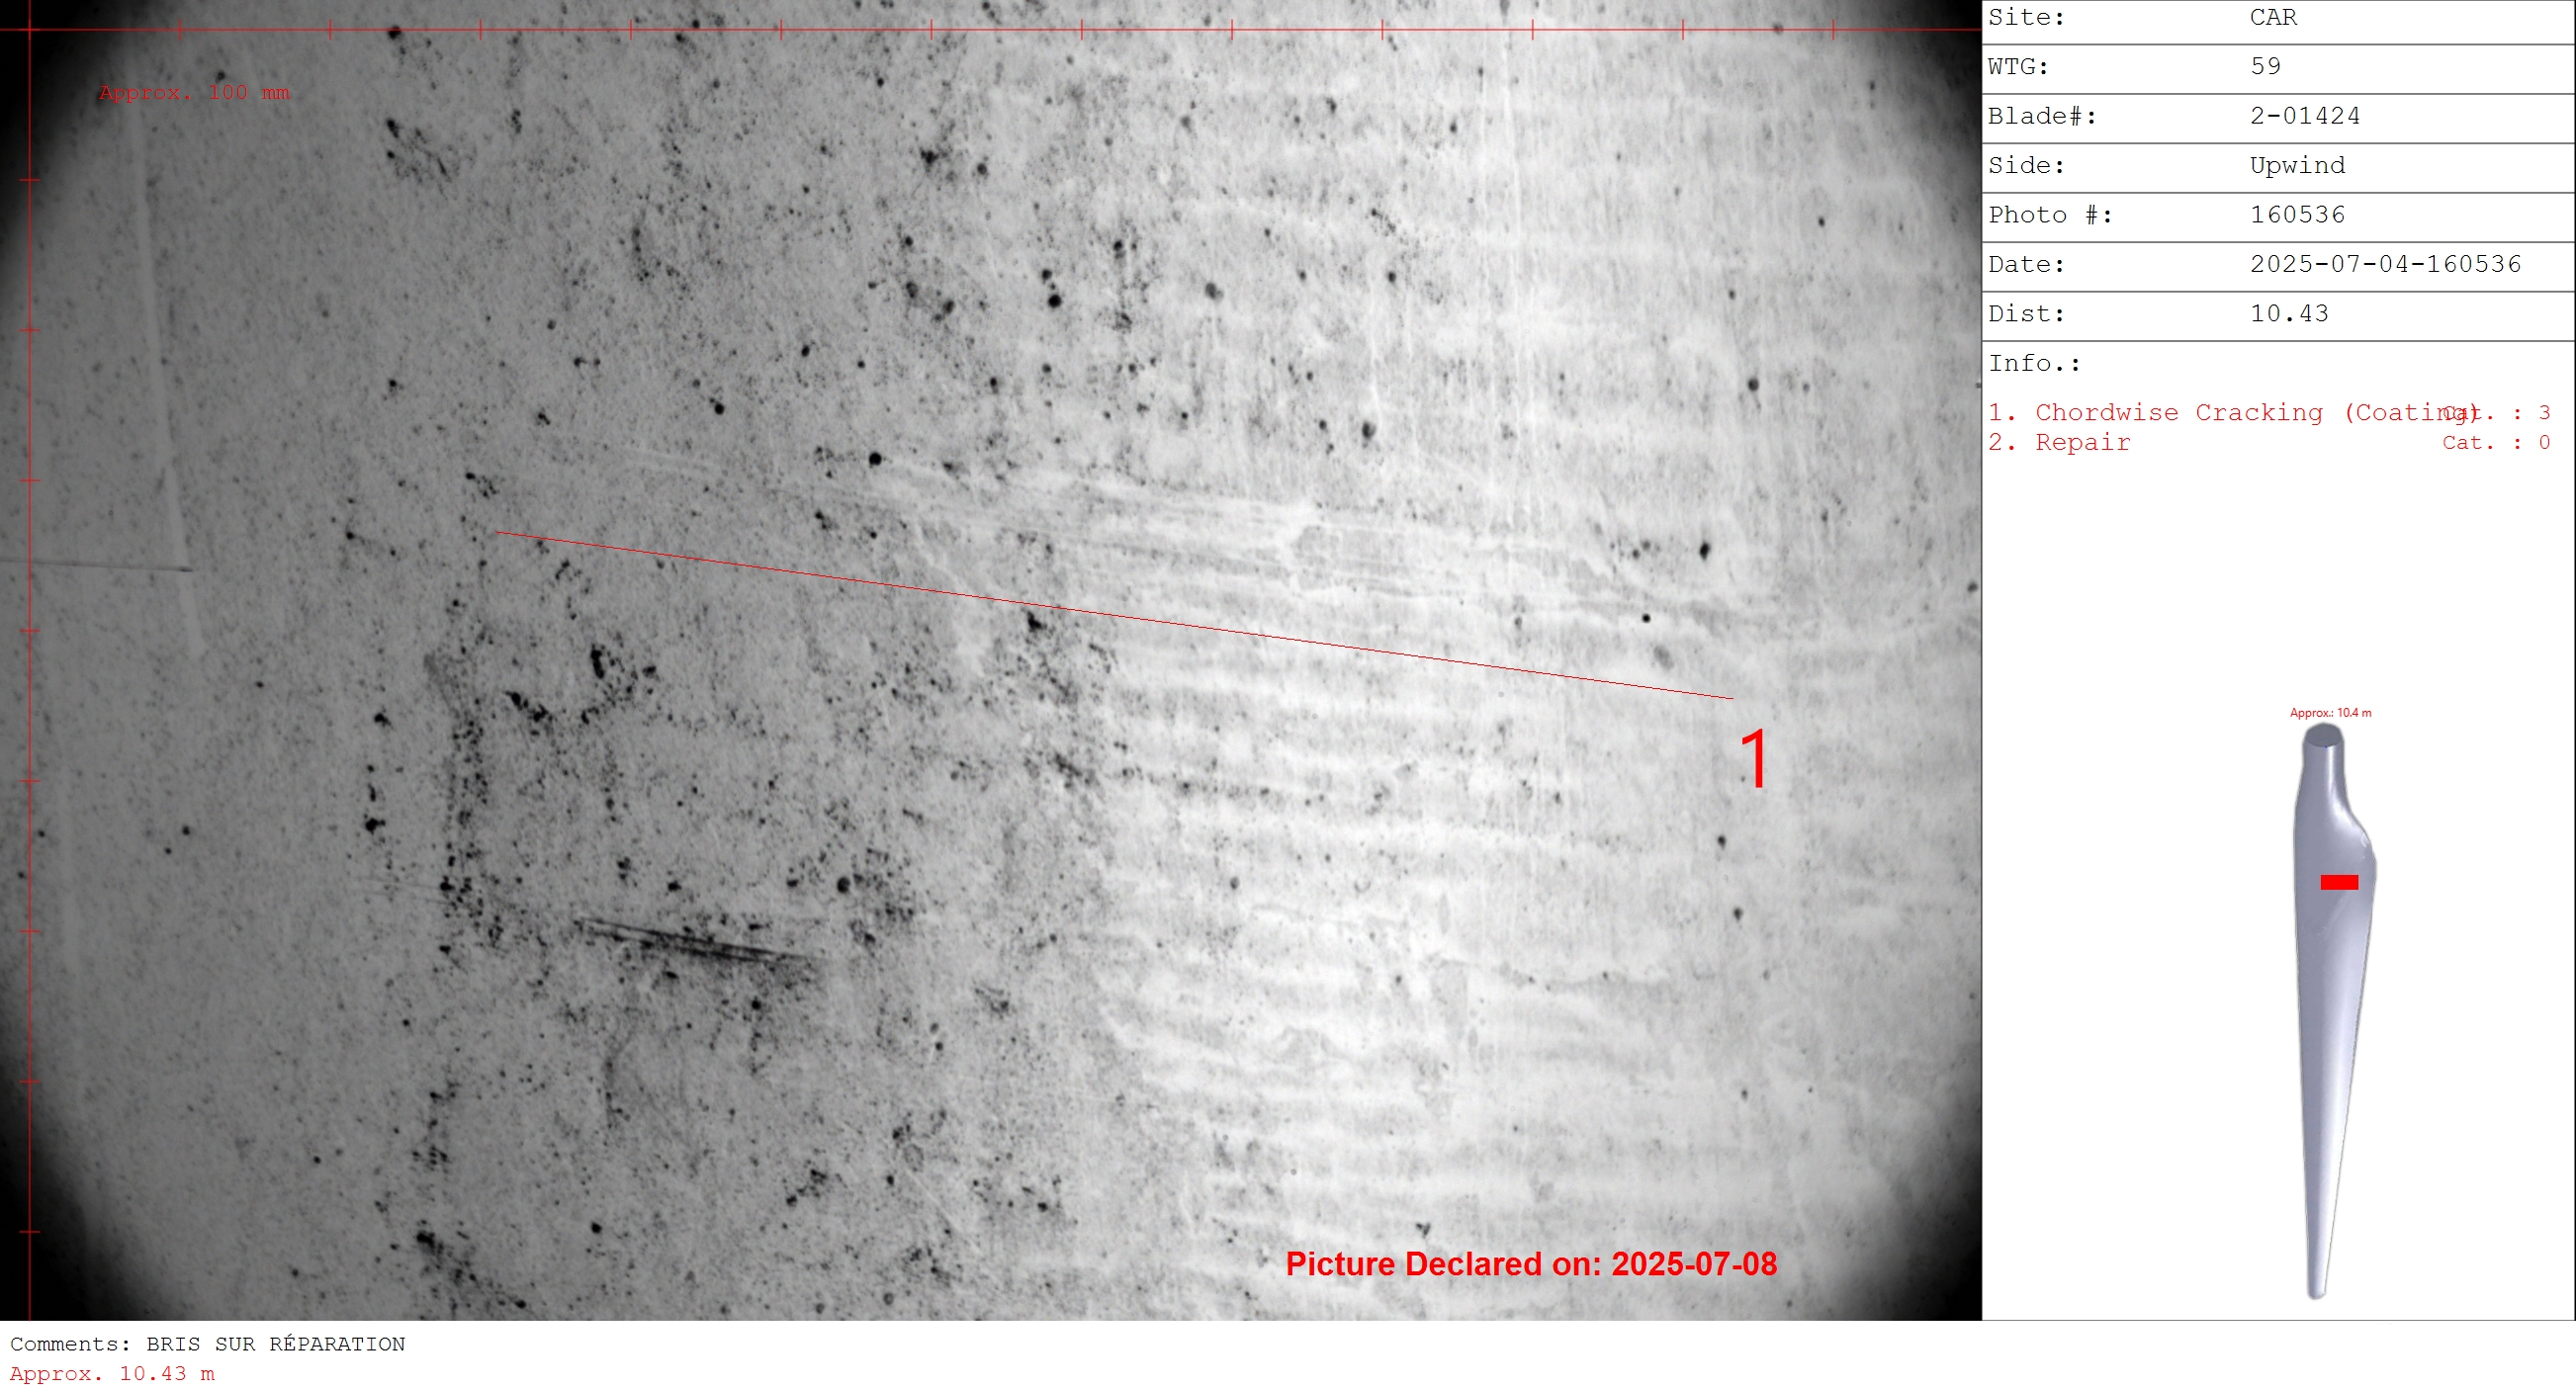 Approx. 100 mm
1
Picture Declared on: 2025-07-08
Site: CAR
WTG: 59
Blade#: 2-01424
Side: Upwind
Photo #: 160536
Date: 2025-07-04-160536
Dist: 10.43
Info.:
1. Chordwise Cracking (Coating) Cat. : 3
2. Repair Cat. : 0
Approx.: 10.4 m
Comments: BRIS SUR RÉPARATION
Approx. 10.43 m